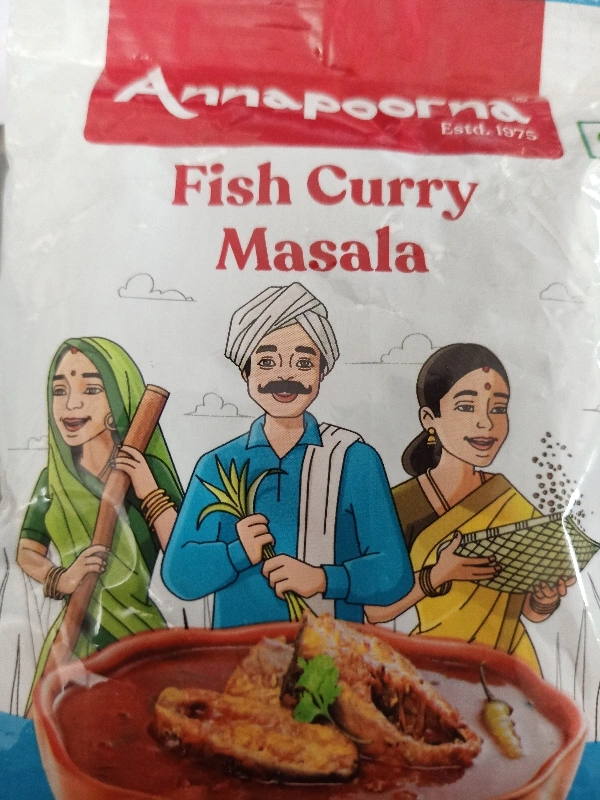 Annapoorna
Estd. 1975
Fish Curry
Masala